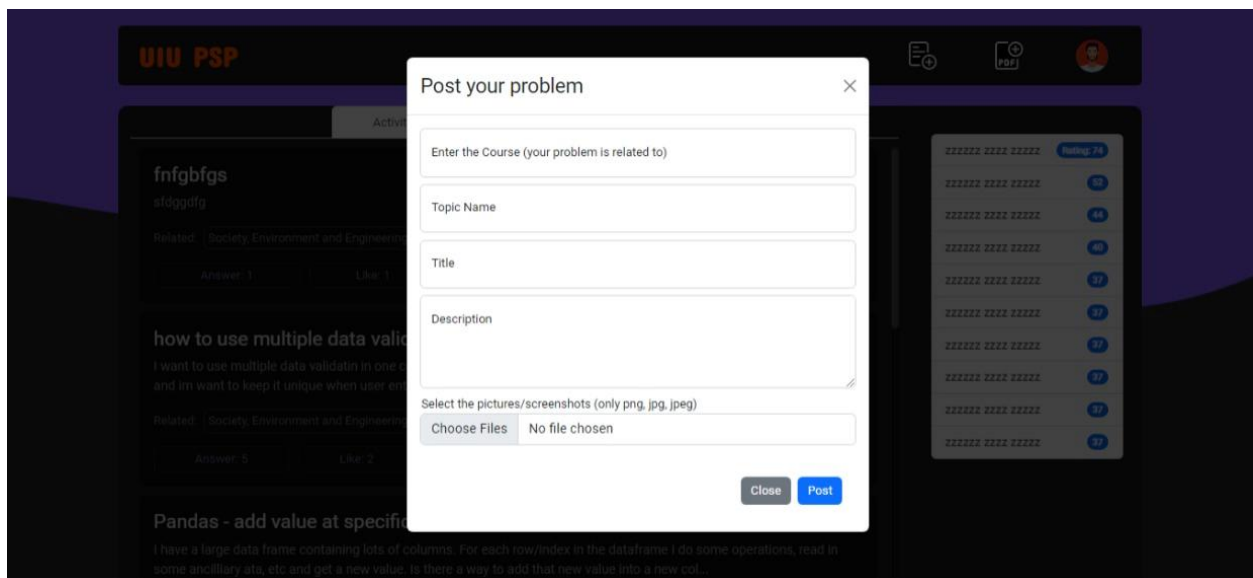 UIU PSP
PDF
Post your problem
Activit
Enter the Course (your problem is related to)
Topic Name
Title
Description
Select the pictures/screenshots (only png, jpg, jpeg)
Choose Files No file chosen
Close Post
fnfgbfgs
sfdggdfg
Related: Society, Environment and Engineering
Answer: 1 Like: 1
how to use multiple data valid
I want to use multiple data validatin in one c
and im want to keep it unique when user ent
Related: Society, Environment and Engineering
Answer: 5 Like: 2
Pandas - add value at specific
I have a large data frame containing lots of columns. For each row/index in the dataframe I do some operations, read in
some ancilliary ata, etc and get a new value. Is there a way to add that new value into a new col...
zzzzzz zzzz zzzzz Rating: 74
zzzzzz zzzz zzzzz 52
zzzzzz zzzz zzzzz 44
zzzzzz zzzz zzzzz 40
zzzzzz zzzz zzzzz 37
zzzzzz zzzz zzzzz 37
zzzzzz zzzz zzzzz 37
zzzzzz zzzz zzzzz 37
zzzzzz zzzz zzzzz 37
zzzzzz zzzz zzzzz 37